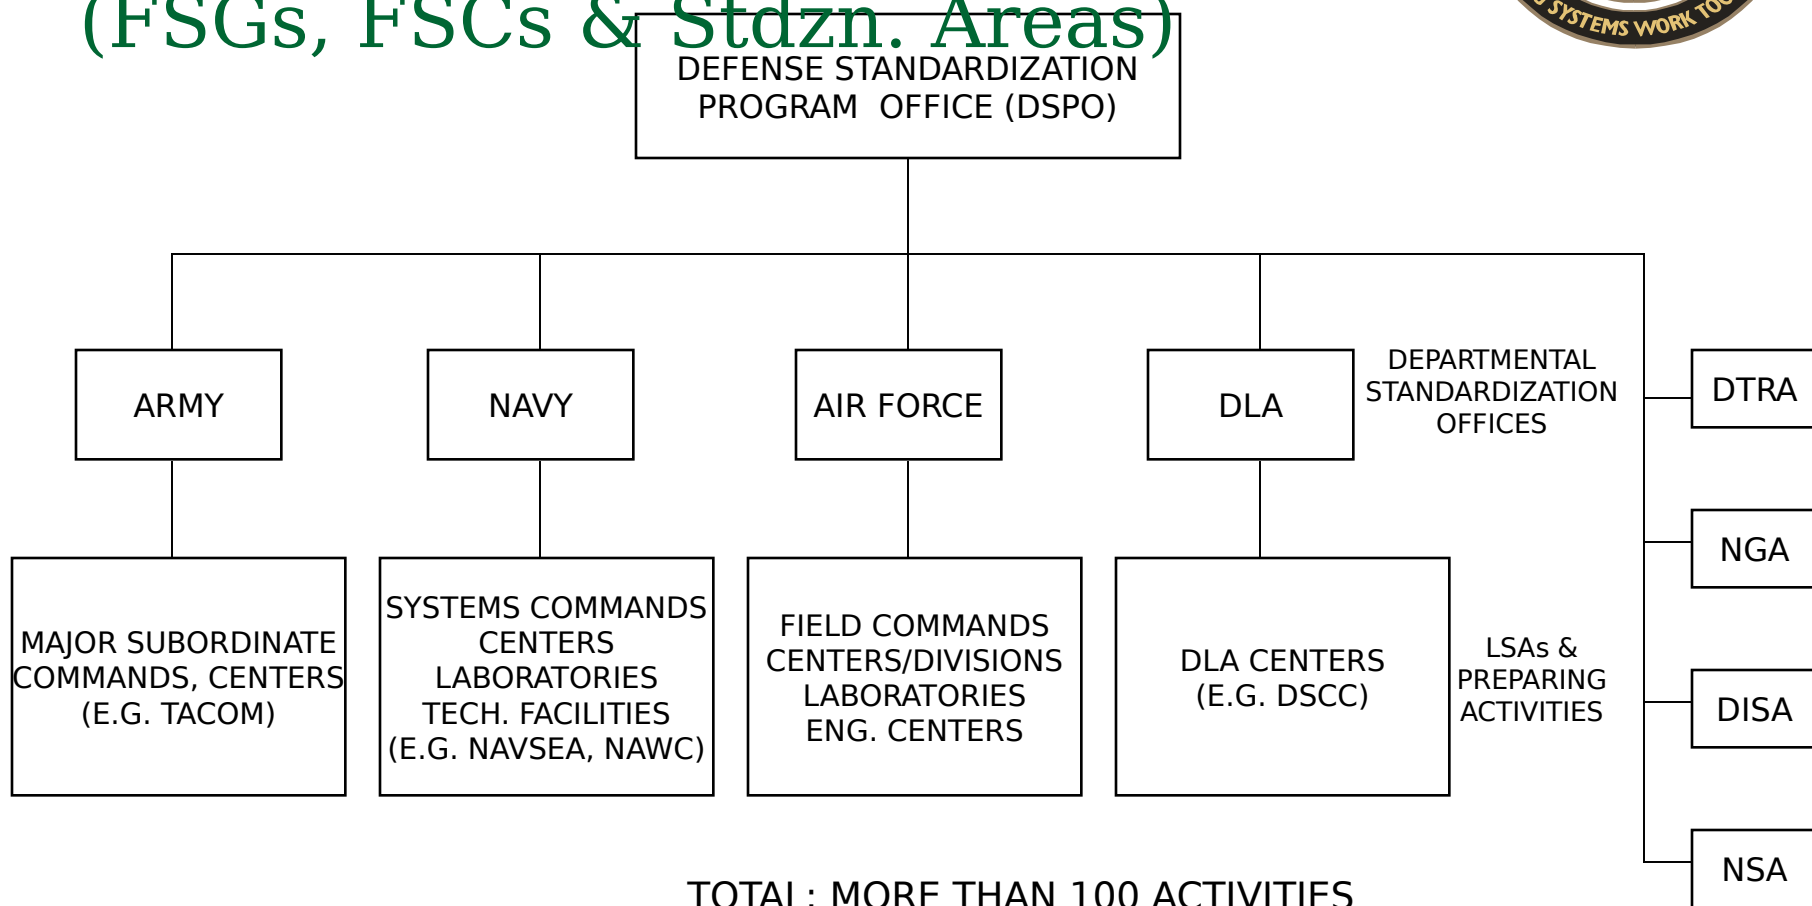 (FSGs, FSCs & Stdzn. Areas)
SYSTEMS WORK
DEFENSE STANDARDIZATION
PROGRAM OFFICE (DSPO)
ARMY
NAVY
AIR FORCE
DLA
DEPARTMENTAL
STANDARDIZATION
OFFICES
DTRA
NGA
MAJOR SUBORDINATE
COMMANDS, CENTERS
(E.G. TACOM)
SYSTEMS COMMANDS
CENTERS
LABORATORIES
TECH. FACILITIES
(E.G. NAVSEA, NAWC)
FIELD COMMANDS
CENTERS/DIVISIONS
LABORATORIES
ENG. CENTERS
DLA CENTERS
(E.G. DSCC)
LSAs &
PREPARING
ACTIVITIES
DISA
NSA
TOTAL: MORE THAN 100 ACTIVITIES